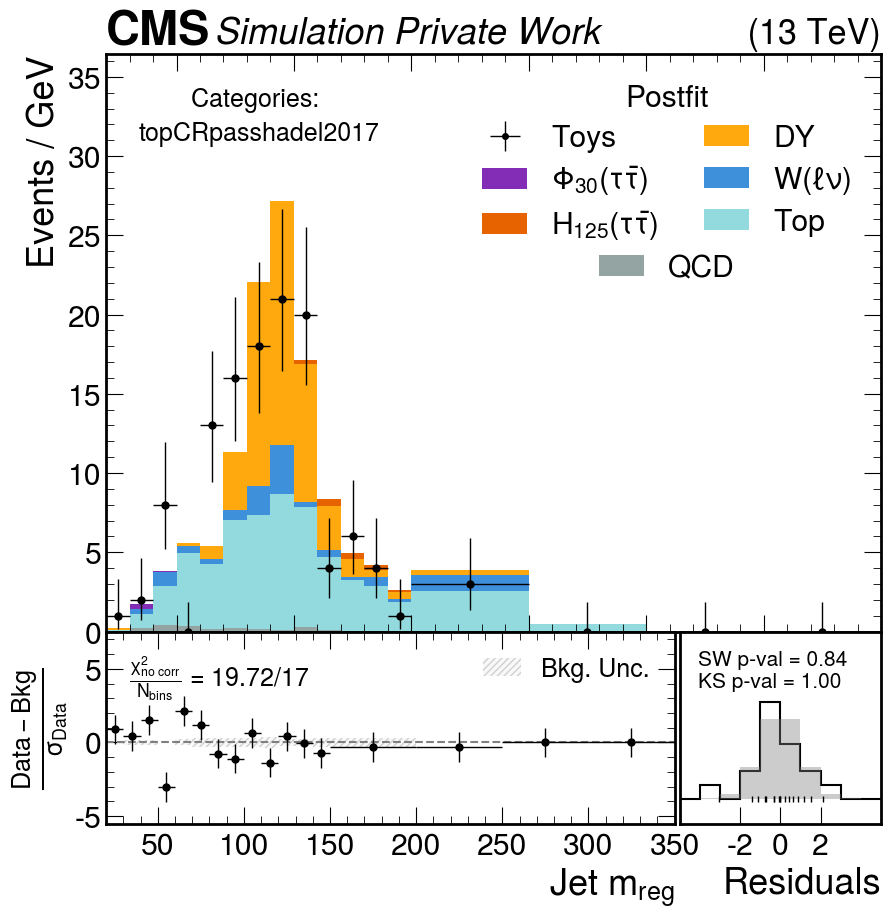 CMS Simulation Private Work (13 TeV)
Events / GeV
35
30
25
20
15
10
5
0
Categories:
topCRpasshadel2017
Postfit
Toys
Φ30(ττ̄)
H125(ττ̄)
DY
W(ℓν)
Top
QCD
Data – Bkg
σData
5
0
-5
χ²no corr
Nbins
= 19.72/17
Bkg. Unc.
50 100 150 200 250 300 350
Jet mreg
SW p-val = 0.84
KS p-val = 1.00
-2 0 2
Residuals